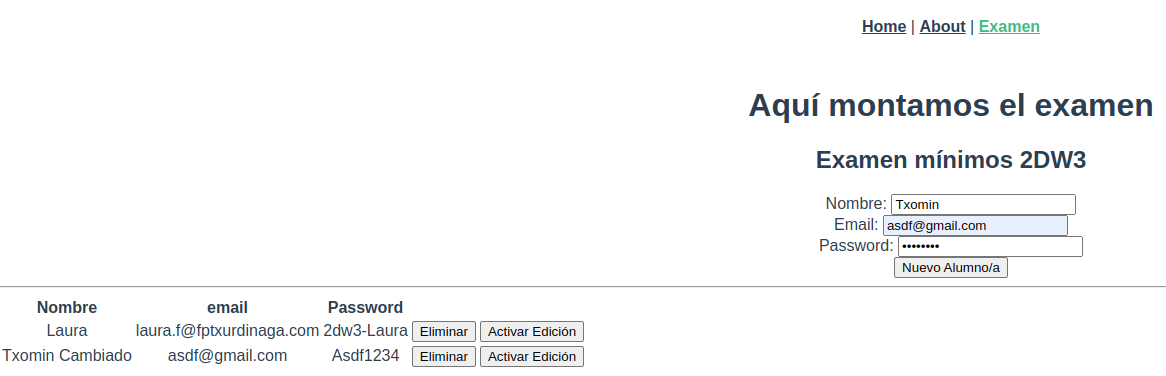 Home | About | Examen
Aquí montamos el examen
Examen mínimos 2DW3
Nombre: Txomin
Email: asdf@gmail.com
Password: ••••••••
Nuevo Alumno/a
Nombre email Password
Laura laura.f@fptxurdinaga.com 2dw3-Laura Eliminar Activar Edición
Txomin Cambiado asdf@gmail.com Asdf1234 Eliminar Activar Edición